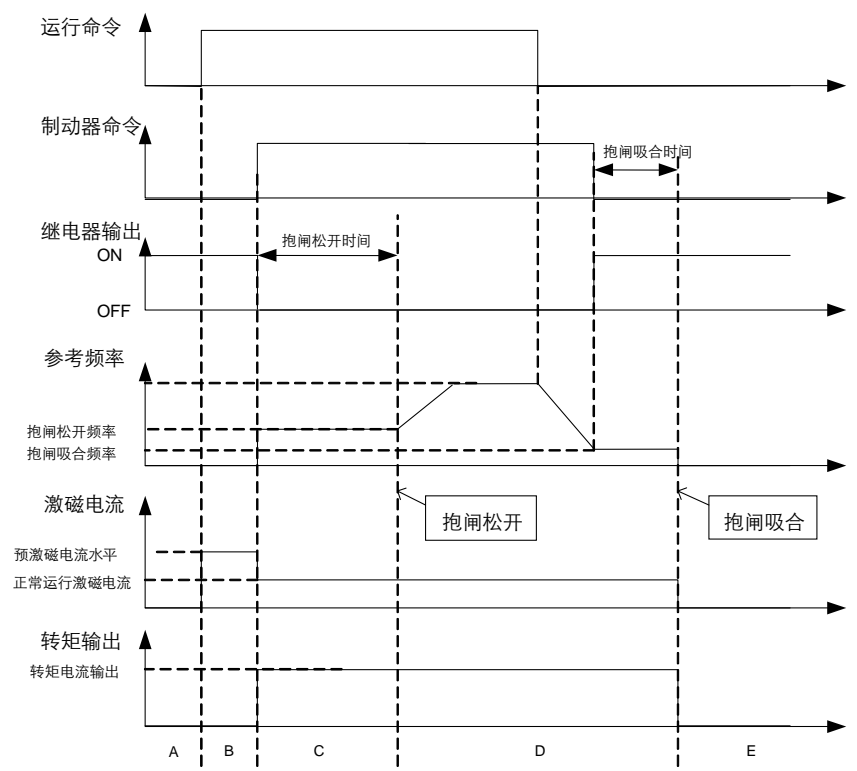 运行命令
制动器命令
抱闸吸合时间
继电器输出
ON
抱闸松开时间
OFF
参考频率
抱闸松开频率
抱闸吸合频率
激磁电流
抱闸松开
抱闸吸合
预激磁电流水平
正常运行激磁电流
转矩输出
转矩电流输出
A B C D E